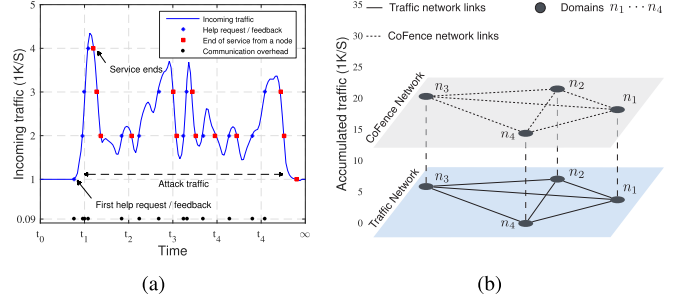 Incoming traffic
Help request / feedback
End of service from a node
Communication overhead
Incoming traffic (1K/S)
5
4
3
2
1
0.09
Service ends
Attack traffic
First help request / feedback
t0 t1 t2 t3 t4 t4 ∞
Time
(a)
Traffic network links
Domains n1 ·· n4
CoFence network links
Accumulated traffic (1K/S)
35
30
25
20
15
10
5
0
CoFence Network
n3
n2
n1
n4
Traffic Network
n3
n2
n1
n4
(b)